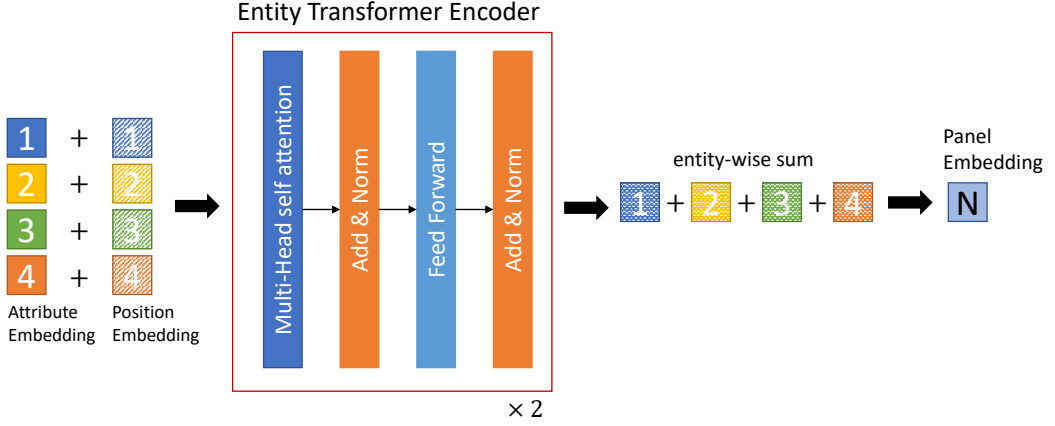 Entity Transformer Encoder
1 + 1
2 + 2
3 + 3
4 + 4
Attribute
Embedding
Position
Embedding
Multi-Head self attention
Add & Norm
Feed Forward
Add & Norm
× 2
entity-wise sum
1 + 2 + 3 + 4
Panel
Embedding
N